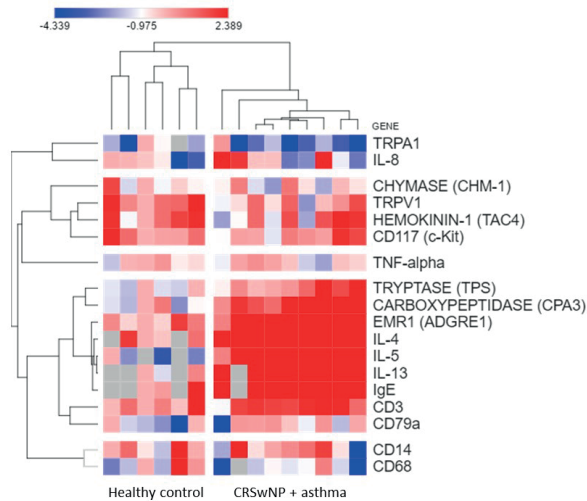 -4.339 -0.975 2.389
GENE
TRPA1
IL-8
CHYMASE (CHM-1)
TRPV1
HEMOKININ-1 (TAC4)
CD117 (c-Kit)
TNF-alpha
TRYPTASE (TPS)
CARBOXYPEPTIDASE (CPA3)
EMR1 (ADGRE1)
IL-4
IL-5
IL-13
IgE
CD3
CD79a
CD14
CD68
Healthy control CRSwNP + asthma